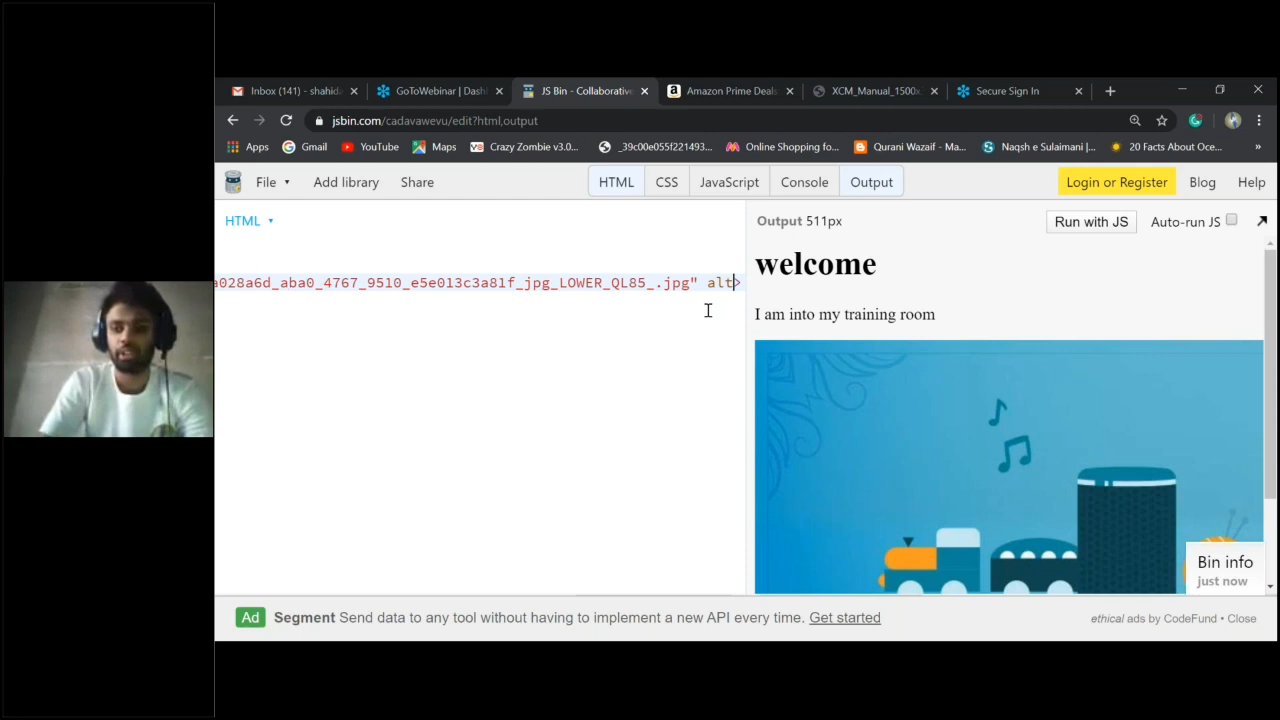 Inbox (141) - shahida
GoToWebinar | Dash
JS Bin - Collaborative
Amazon Prime Deals
XCM_Manual_1500x
Secure Sign In
jsbin.com/cadavawevu/edit?html,output
Apps
Gmail
YouTube
Maps
Crazy Zombie v3.0...
_39c00e055f221493...
Online Shopping fo...
Qurani Wazaif - Ma...
Naqsh e Sulaimani |...
20 Facts About Oce...
»
File
Add library
Share
HTML
CSS
JavaScript
Console
Output
Login or Register
Blog
Help
HTML
Output 511px
Run with JS
Auto-run JS
a028a6d_aba0_4767_9510_e5e013c3a81f_jpg_LOWER_QL85_.jpg" alt>
welcome
I am into my training room
Bin info
just now
Ad
Segment Send data to any tool without having to implement a new API every time. Get started
ethical ads by CodeFund • Close